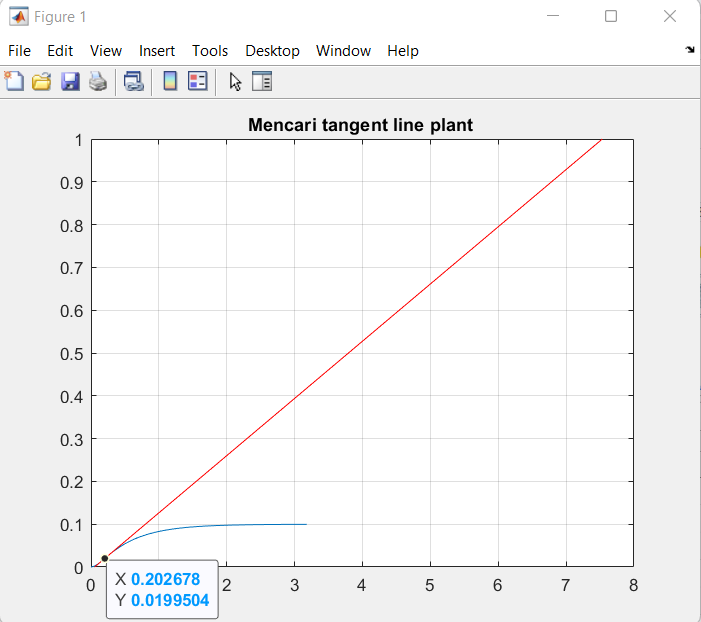 Figure 1
File Edit View Insert Tools Desktop Window Help
Mencari tangent line plant
1
0.9
0.8
0.7
0.6
0.5
0.4
0.3
0.2
0.1
0
X 0.202678
Y 0.0199504
0 2 3 4 5 6 7 8